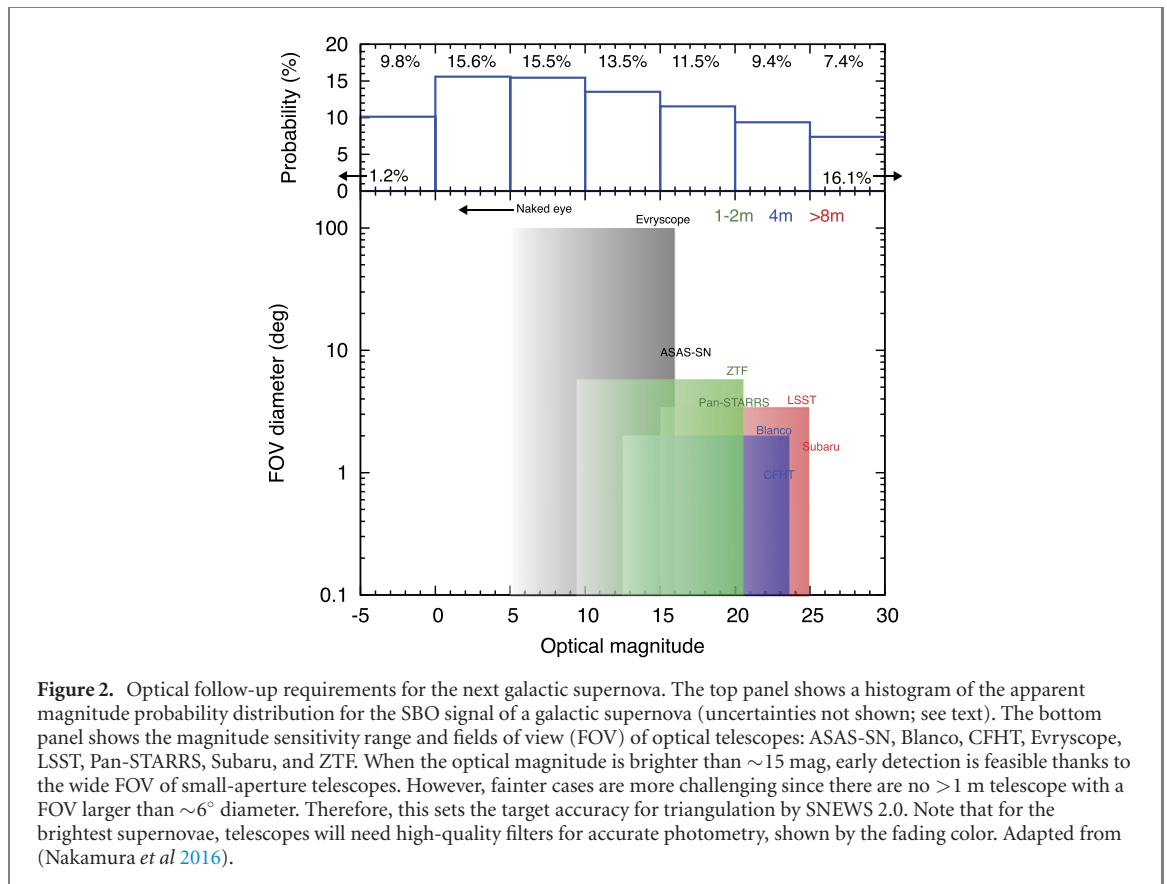 20
15
10
5
0
Probability (%)
9.8% 15.6% 15.5% 13.5% 11.5% 9.4% 7.4%
1.2% 16.1%
Naked eye
Evryscope
1-2m 4m >8m
100
10
1
0.1
FOV diameter (deg)
ASAS-SN
ZTF
Pan-STARRS LSST
Blanco
Subaru
CFHT
-5 0 5 10 15 20 25 30
Optical magnitude
Figure 2. Optical follow-up requirements for the next galactic supernova. The top panel shows a histogram of the apparent
magnitude probability distribution for the SBO signal of a galactic supernova (uncertainties not shown; see text). The bottom
panel shows the magnitude sensitivity range and fields of view (FOV) of optical telescopes: ASAS-SN, Blanco, CFHT, Evryscope,
LSST, Pan-STARRS, Subaru, and ZTF. When the optical magnitude is brighter than ∼15 mag, early detection is feasible thanks to
the wide FOV of small-aperture telescopes. However, fainter cases are more challenging since there are no >1 m telescope with a
FOV larger than ∼6° diameter. Therefore, this sets the target accuracy for triangulation by SNEWS 2.0. Note that for the
brightest supernovae, telescopes will need high-quality filters for accurate photometry, shown by the fading color. Adapted from
(Nakamura et al 2016).